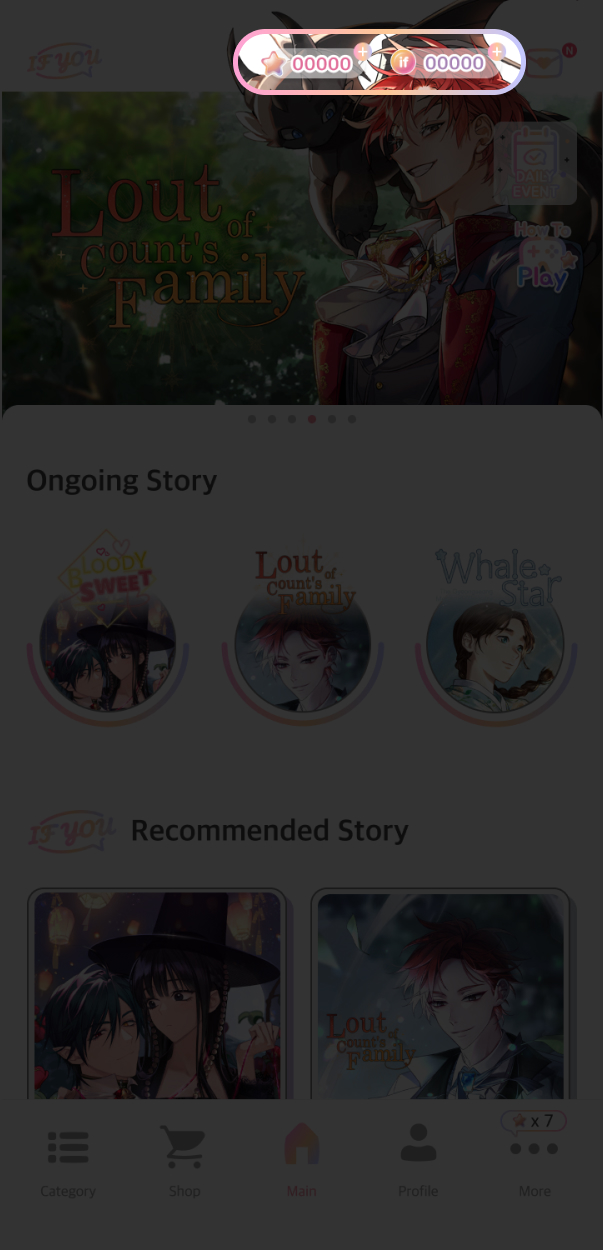 IF YOU
00000
if
00000
N
Lout of
Count's
Family
DAILY
EVENT
How To
Play
Ongoing Story
BLOODY
SWEET
Lout of
Count's
Family
Whale
Star
IF YOU
Recommended Story
Lout of
Count's
Family
x 7
Category
Shop
Main
Profile
More